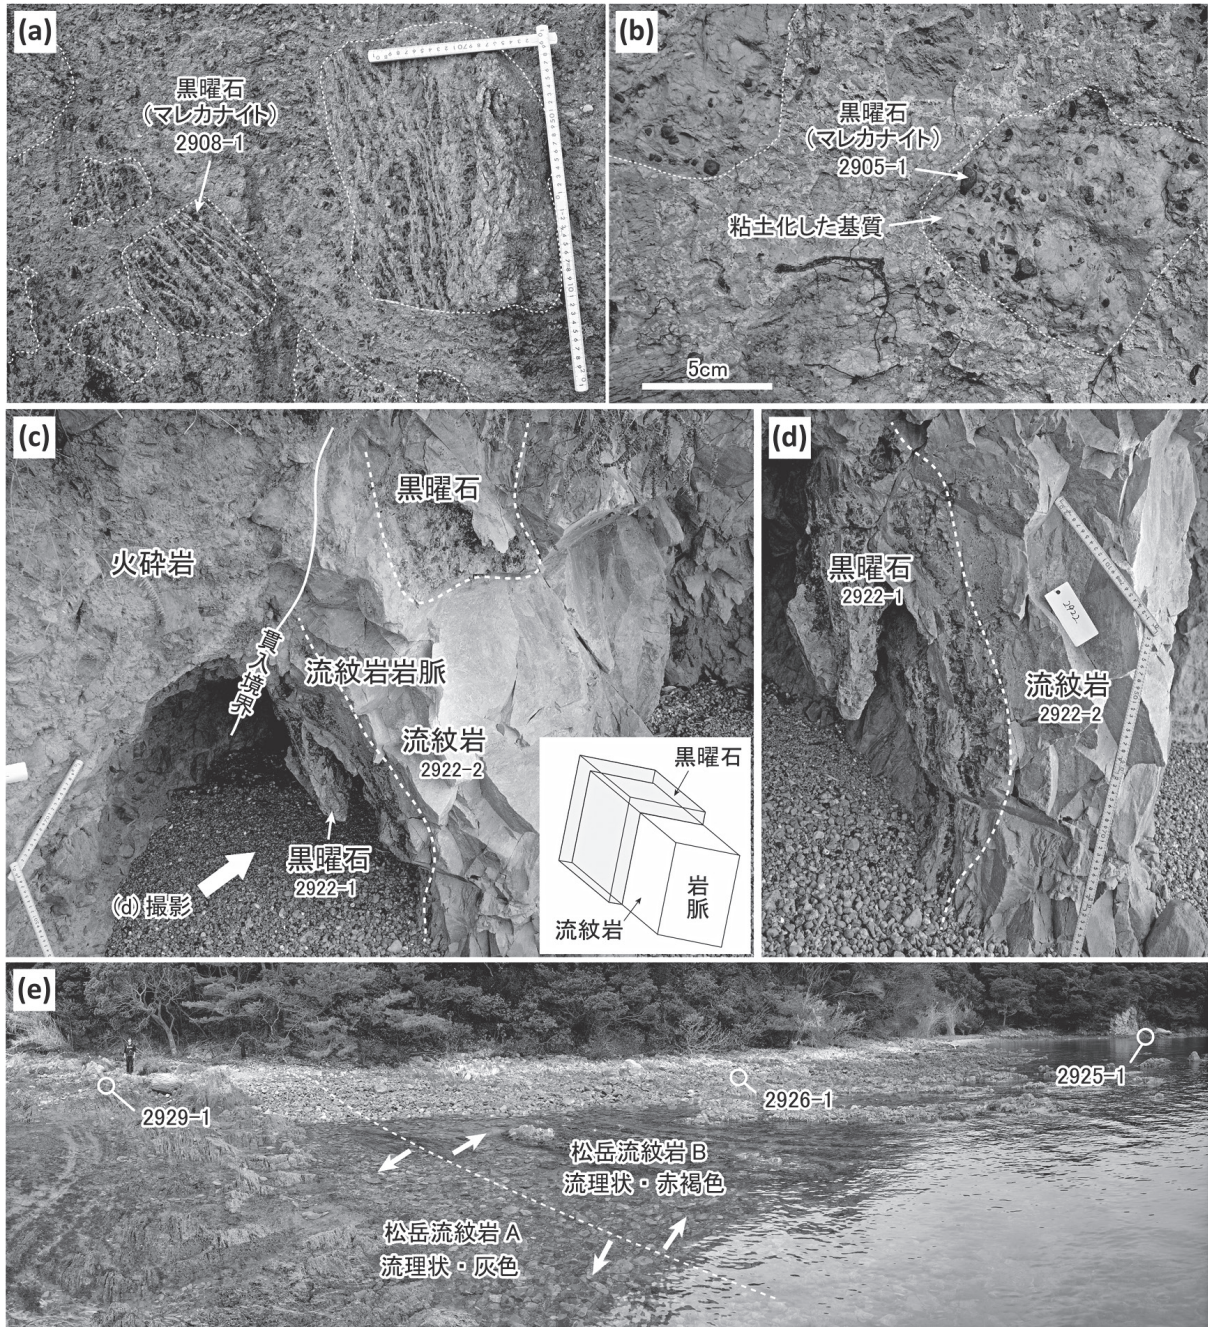 (a)
黒曜石
(マレカナイト)
2908-1
(b)
黒曜石
(マレカナイト)
2905-1
粘土化した基質
5cm
(c)
黒曜石
火砕岩
貫入境界
流紋岩岩脈
流紋岩
2922-2
黒曜石
2922-1
(d)撮影
黒曜石
岩脈
流紋岩
(d)
黒曜石
2922-1
2922
流紋岩
2922-2
(e)
2929-1
2926-1
2925-1
松岳流紋岩B
流理状・赤褐色
松岳流紋岩A
流理状・灰色